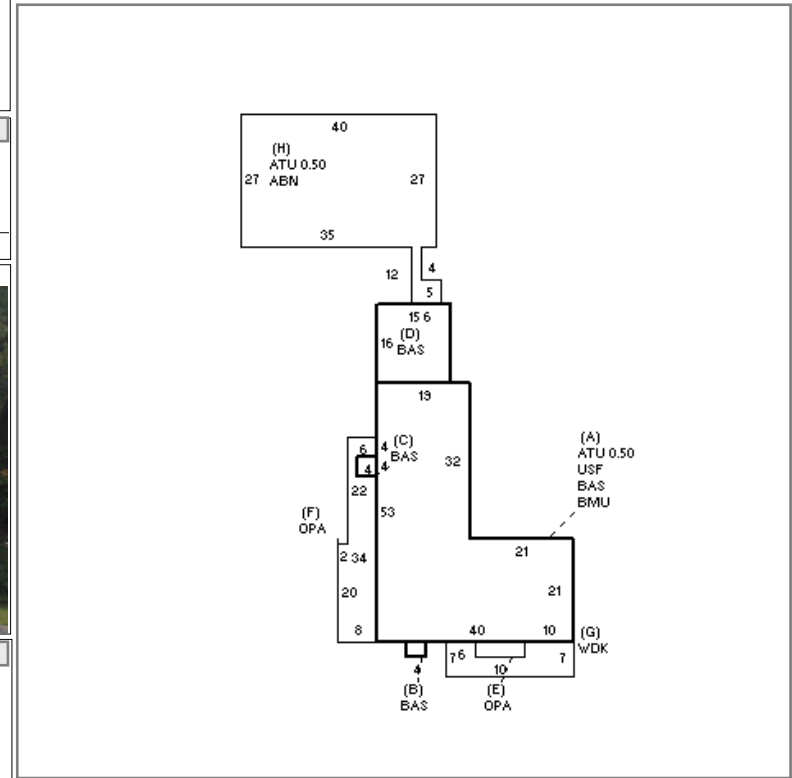 40
(H)
ATU 0.50
27 ABN 27
35
12 4
5
15 6
(D)
16 BAS
19
(C)
6 4 BAS
4 4
32
22
(A)
ATU 0.50
USF
BAS
BMU
(F)
OPA
53
21
2 34
20 21
8 40 10 (G)
WDK
7 6 7
10
4
(B) (E)
BAS OPA